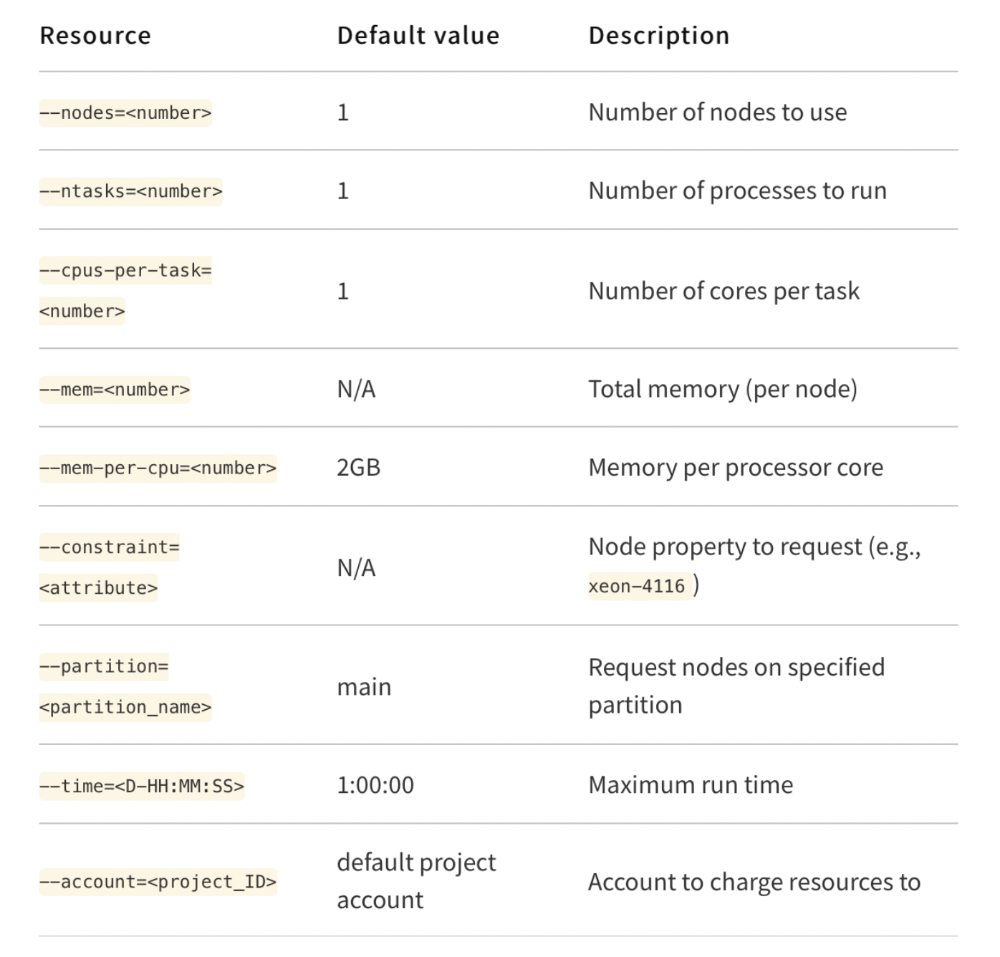 Resource Default value Description
--nodes=<number> 1 Number of nodes to use
--ntasks=<number> 1 Number of processes to run
--cpus-per-task=
<number>
1
Number of cores per task
--mem=<number> N/A Total memory (per node)
--mem-per-cpu=<number> 2GB Memory per processor core
--constraint=
<attribute>
N/A
Node property to request (e.g.,
xeon-4116 )
--partition=
<partition_name>
main
Request nodes on specified
partition
--time=<D-HH:MM:SS> 1:00:00 Maximum run time
--account=<project_ID>
default project
account
Account to charge resources to